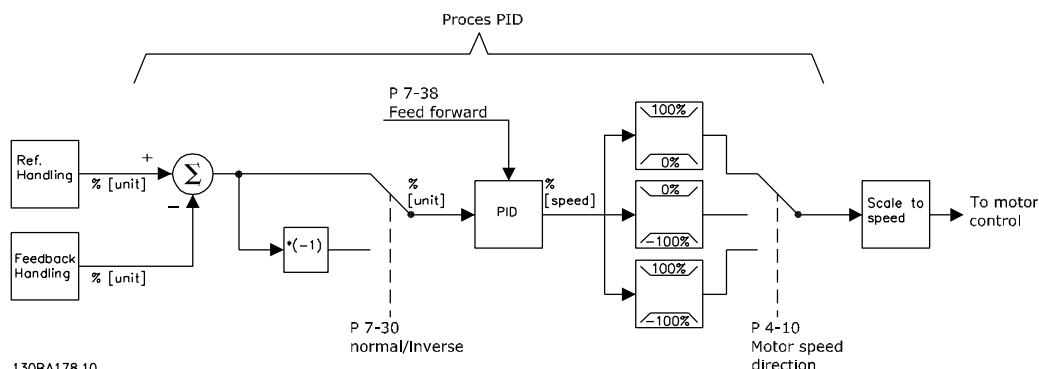 Proces PID
P 7-38
Feed forward
Ref.
Handling
+
% [unit]
Σ
−
Feedback
Handling
% [unit]
*(-1)
%
[unit]
PID
%
[speed]
100%
0%
0%
-100%
100%
-100%
Scale to
speed
To motor
control
P 7-30
normal/Inverse
P 4-10
Motor speed
direction
130BA178.10